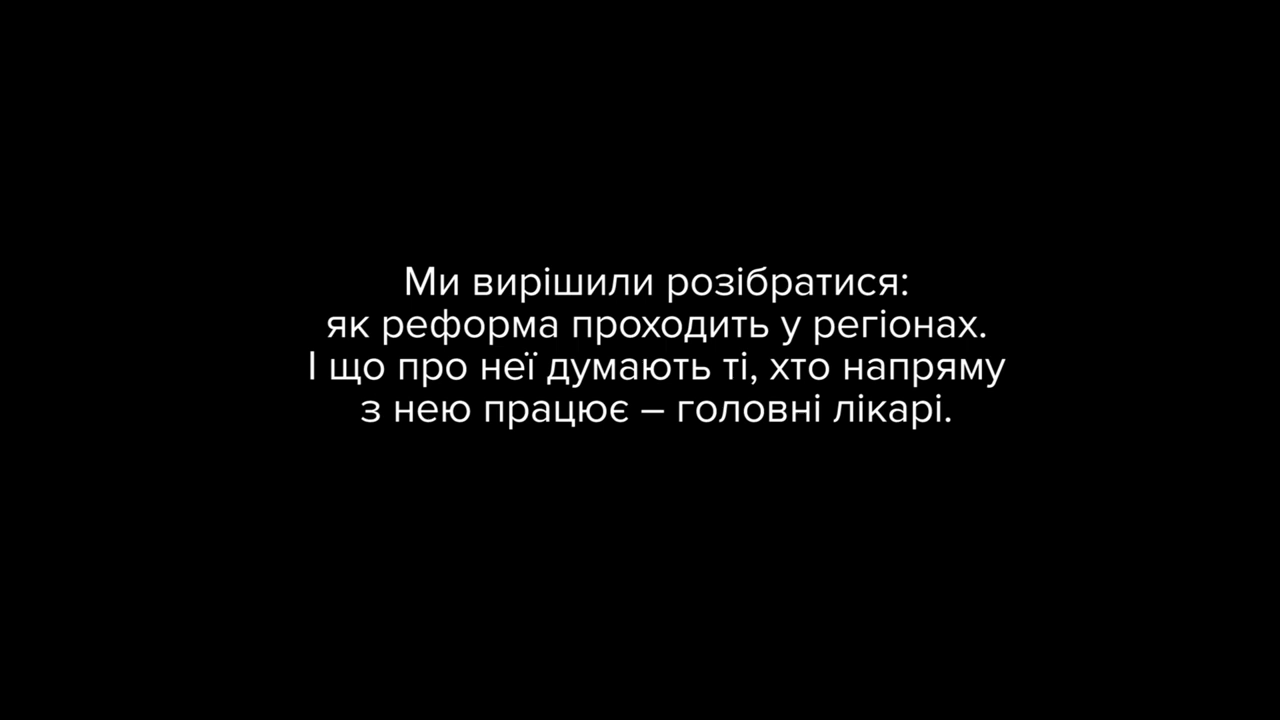 Ми вирішили розібратися:
як реформа проходить у регіонах.
І що про неї думають ті, хто напряму
з нею працює – головні лікарі.